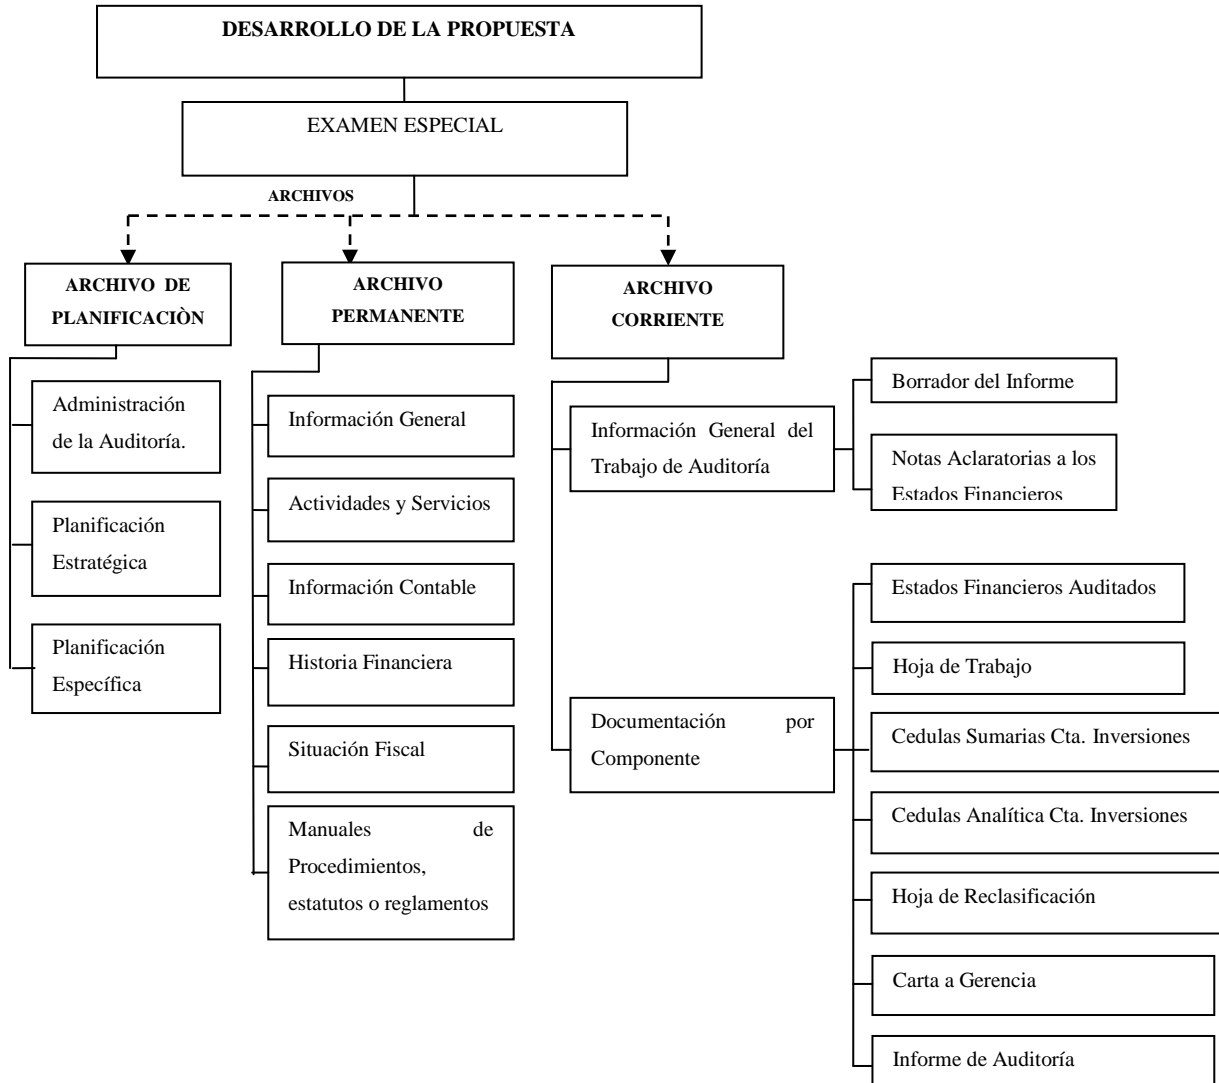 DESARROLLO DE LA PROPUESTA
EXAMEN ESPECIAL
ARCHIVOS
ARCHIVO DE
PLANIFICACIÒN
ARCHIVO
PERMANENTE
ARCHIVO
CORRIENTE
Administración
de la Auditoría.
Planificación
Estratégica
Planificación
Específica
Información General
Actividades y Servicios
Información Contable
Historia Financiera
Situación Fiscal
Manuales de
Procedimientos,
estatutos o reglamentos
Información General del
Trabajo de Auditoría
Borrador del Informe
Notas Aclaratorias a los
Estados Financieros
Documentación por
Componente
Estados Financieros Auditados
Hoja de Trabajo
Cedulas Sumarias Cta. Inversiones
Cedulas Analítica Cta. Inversiones
Hoja de Reclasificación
Carta a Gerencia
Informe de Auditoría